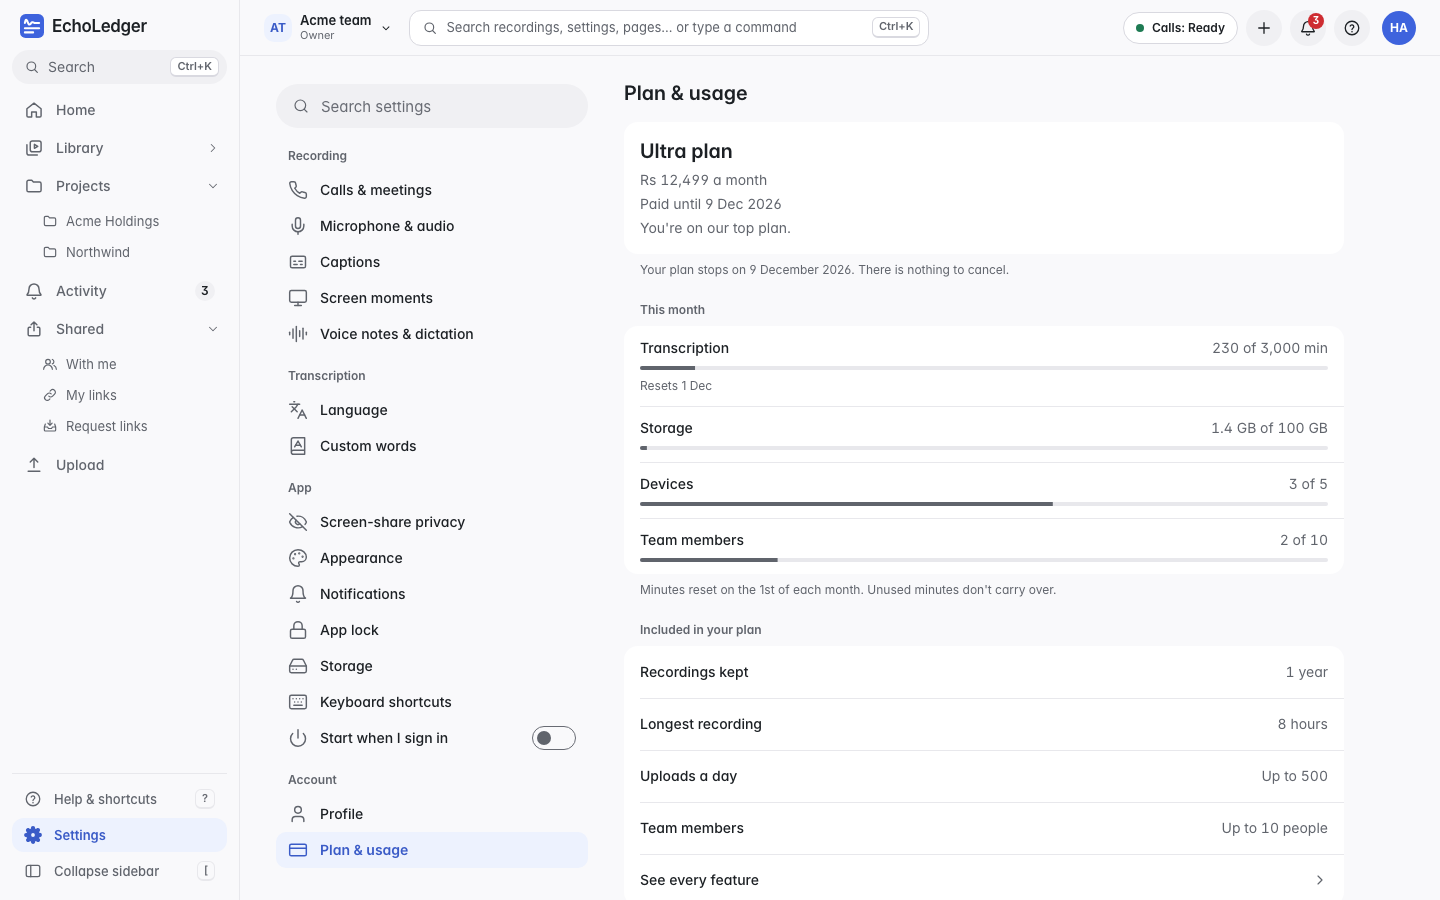 EchoLedger
Search
Ctrl+K
Home
Library
Projects
Acme Holdings
Northwind
Activity
3
Shared
With me
My links
Request links
Upload
Help & shortcuts
?
Settings
Collapse sidebar
[
AT
Acme team
Owner
Search recordings, settings, pages... or type a command
Ctrl+K
Calls: Ready
3
HA
Search settings
Recording
Calls & meetings
Microphone & audio
Captions
Screen moments
Voice notes & dictation
Transcription
Language
Custom words
App
Screen-share privacy
Appearance
Notifications
App lock
Storage
Keyboard shortcuts
Start when I sign in
Account
Profile
Plan & usage
Plan & usage
Ultra plan
Rs 12,499 a month
Paid until 9 Dec 2026
You're on our top plan.
Your plan stops on 9 December 2026. There is nothing to cancel.
This month
Transcription
230 of 3,000 min
Resets 1 Dec
Storage
1.4 GB of 100 GB
Devices
3 of 5
Team members
2 of 10
Minutes reset on the 1st of each month. Unused minutes don't carry over.
Included in your plan
Recordings kept
1 year
Longest recording
8 hours
Uploads a day
Up to 500
Team members
Up to 10 people
See every feature